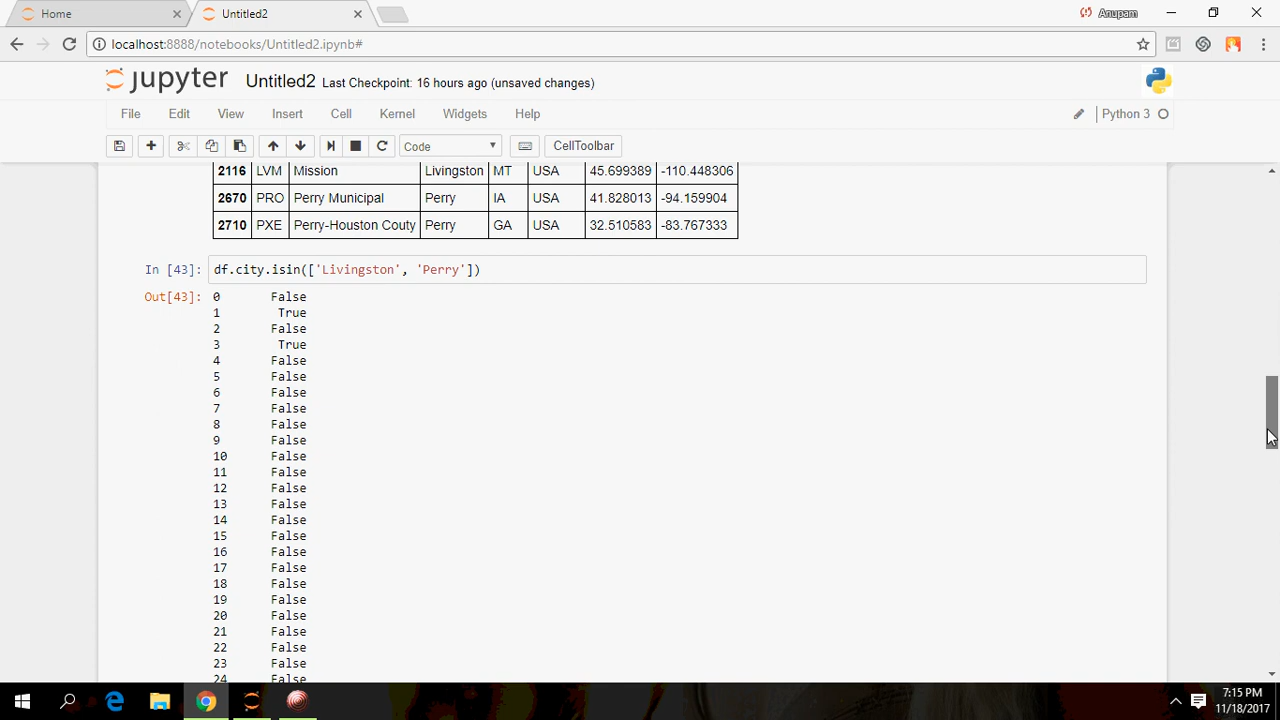 Home
Untitled2
Anupam
localhost:8888/notebooks/Untitled2.ipynb#
jupyter Untitled2 Last Checkpoint: 16 hours ago (unsaved changes)
File Edit View Insert Cell Kernel Widgets Help Python 3
Code CellToolbar
2116 LVM Mission Livingston MT USA 45.699389 -110.448306
2670 PRO Perry Municipal Perry IA USA 41.828013 -94.159904
2710 PXE Perry-Houston Couty Perry GA USA 32.510583 -83.767333
In [43]: df.city.isin(['Livingston', 'Perry'])
Out[43]: 0 False
1 True
2 False
3 True
4 False
5 False
6 False
7 False
8 False
9 False
10 False
11 False
12 False
13 False
14 False
15 False
16 False
17 False
18 False
19 False
20 False
21 False
22 False
23 False
24 False
7:15 PM
11/18/2017